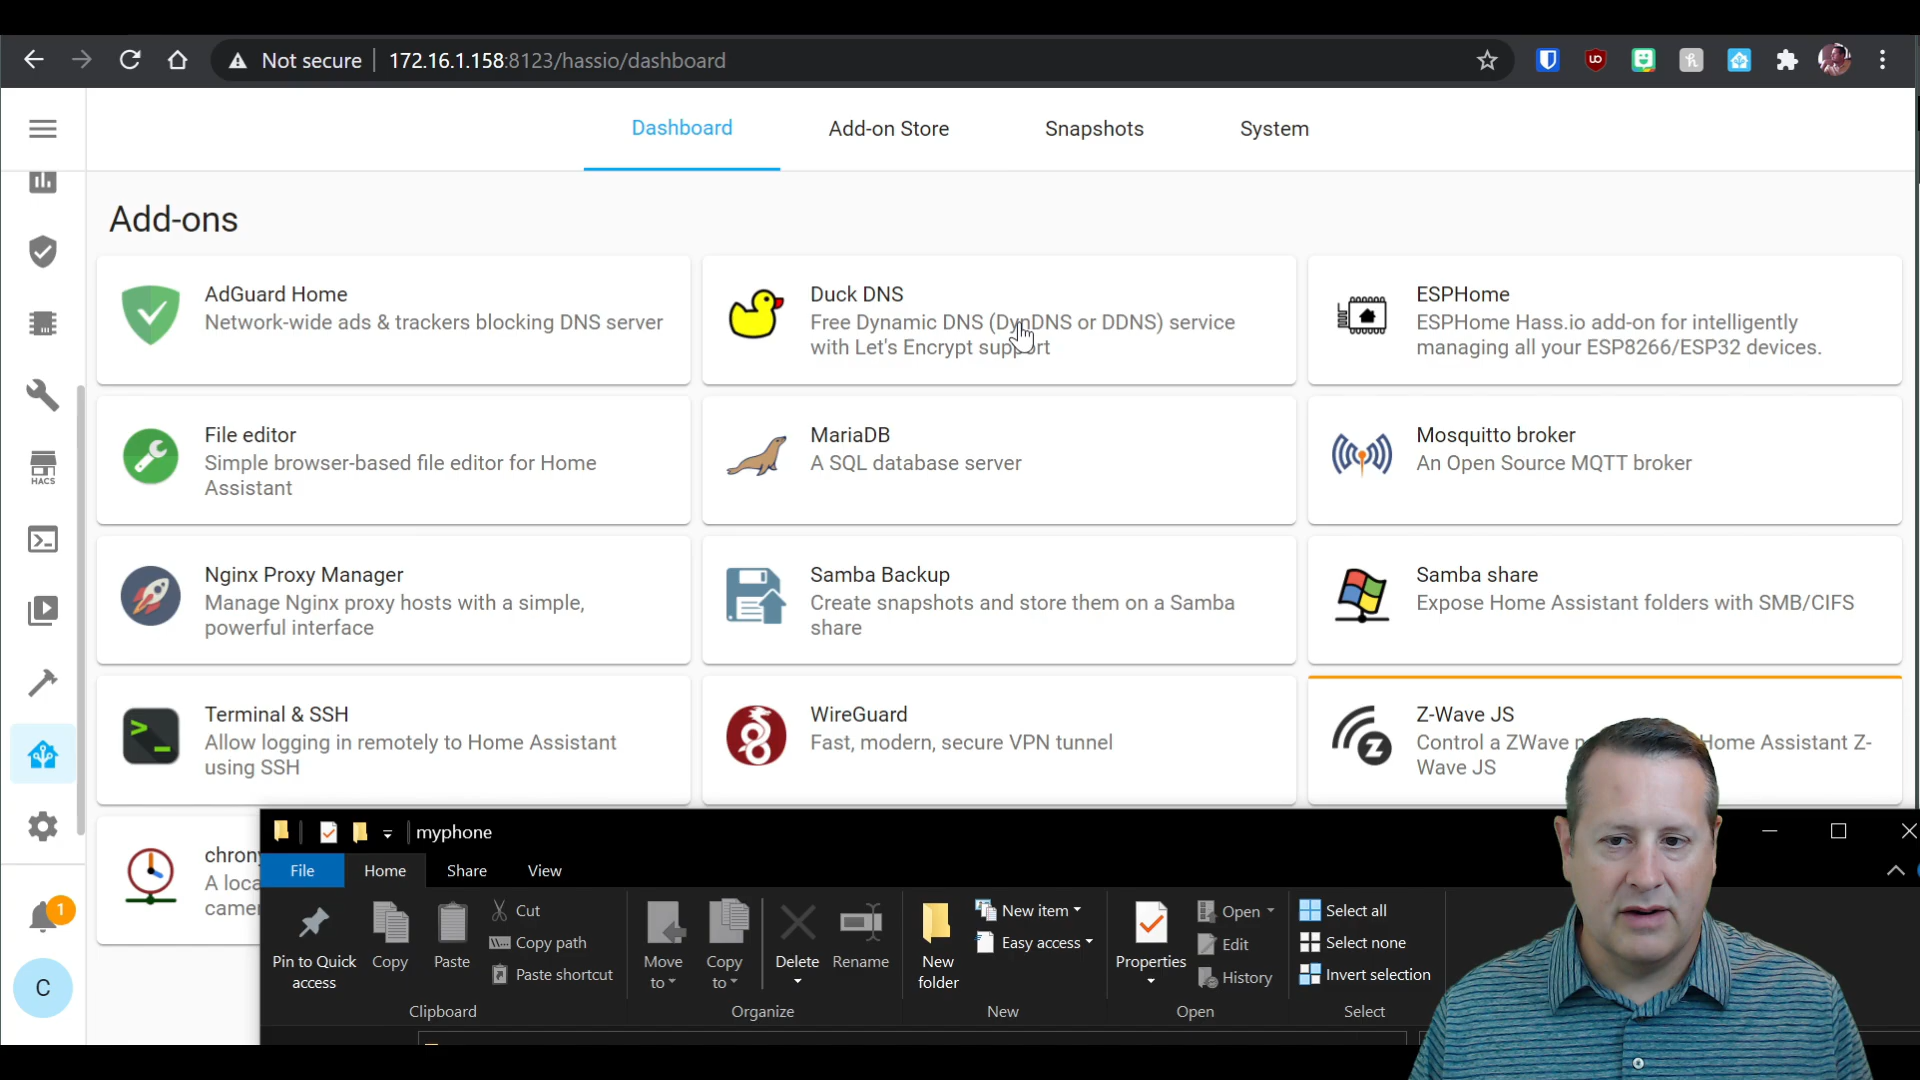 Not secure
172.16.1.158:8123/hassio/dashboard
Dashboard
Add-on Store
Snapshots
System
Add-ons
AdGuard Home
Network-wide ads & trackers blocking DNS server
Duck DNS
Free Dynamic DNS (DynDNS or DDNS) service
with Let's Encrypt support
ESPHome
ESPHome Hass.io add-on for intelligently
managing all your ESP8266/ESP32 devices.
File editor
Simple browser-based file editor for Home
Assistant
MariaDB
A SQL database server
Mosquitto broker
An Open Source MQTT broker
HACS
Nginx Proxy Manager
Manage Nginx proxy hosts with a simple,
powerful interface
Samba Backup
Create snapshots and store them on a Samba
share
Samba share
Expose Home Assistant folders with SMB/CIFS
Terminal & SSH
Allow logging in remotely to Home Assistant
using SSH
WireGuard
Fast, modern, secure VPN tunnel
Z-Wave JS
Control a ZWave Home Assistant Z-
Wave JS
1
C
myphone
File
Home
Share
View
Pin to Quick
access
Copy
Paste
Cut
Copy path
Paste shortcut
Clipboard
Move
to
Copy
to
Delete
Rename
Organize
New
folder
New item
Easy access
New
Properties
Open
Edit
History
Open
Select all
Select none
Invert selection
Select